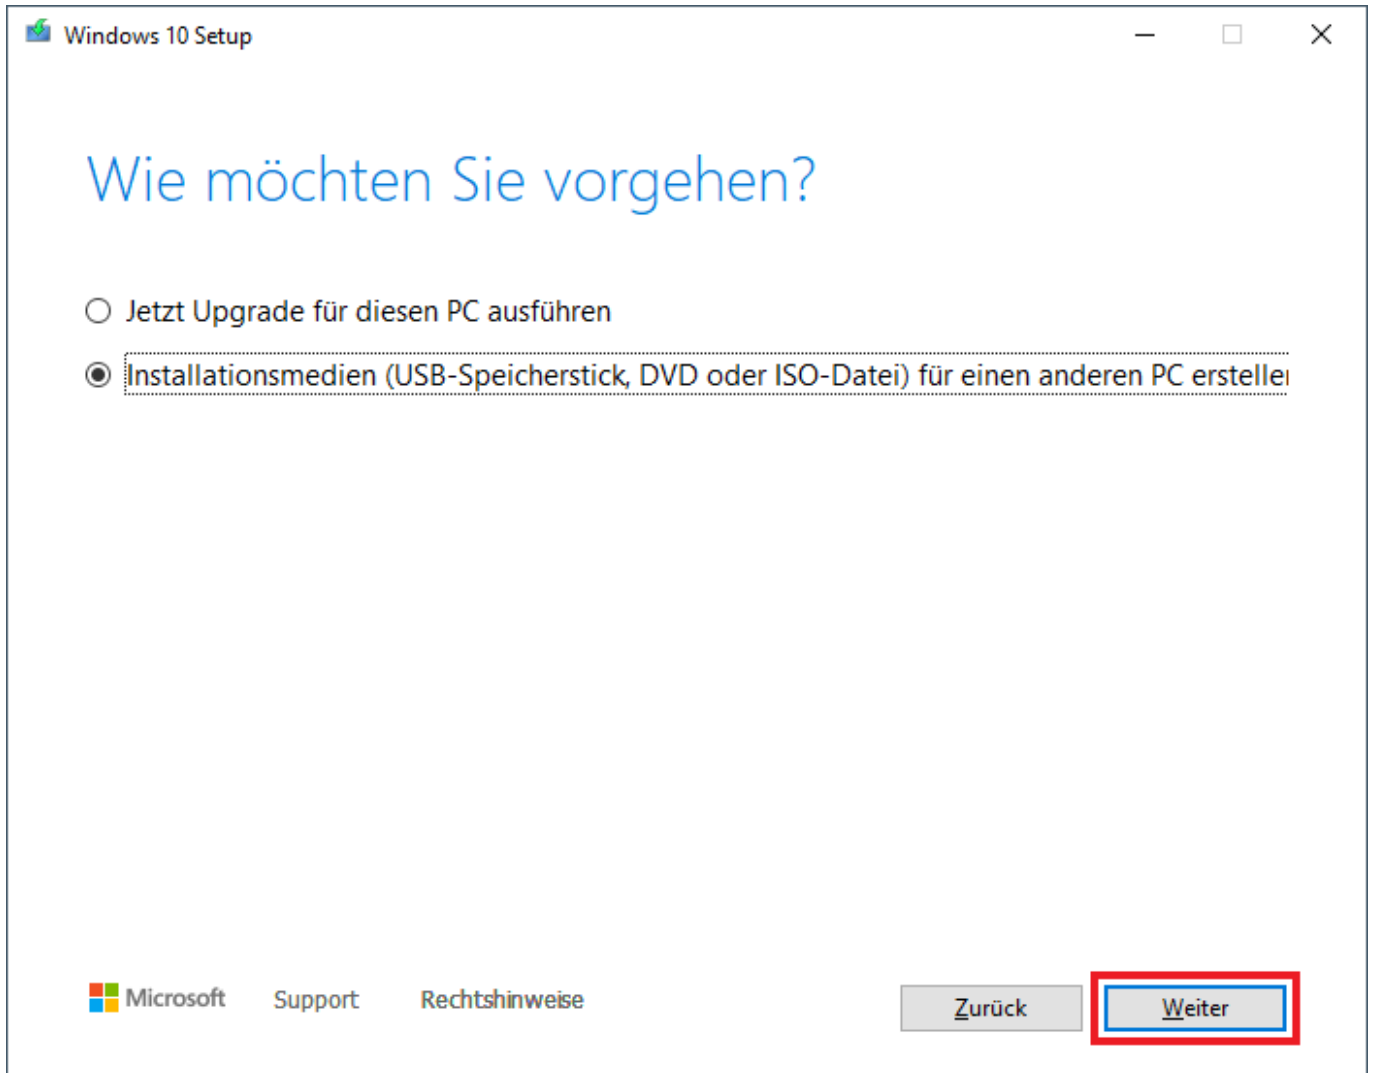 Windows 10 Setup
Wie möchten Sie vorgehen?
Jetzt Upgrade für diesen PC ausführen
Installationsmedien (USB-Speicherstick, DVD oder ISO-Datei) für einen anderen PC erstelle
Microsoft Support Rechtshinweise Zurück Weiter